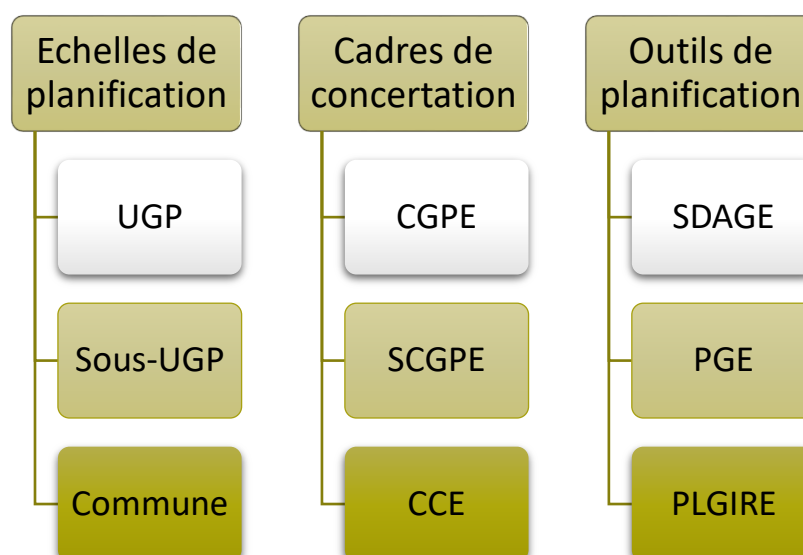 Echelles de
planification
UGP
Sous-UGP
Commune
Cadres de
concertation
CGPE
SCGPE
CCE
Outils de
planification
SDAGE
PGE
PLGIRE